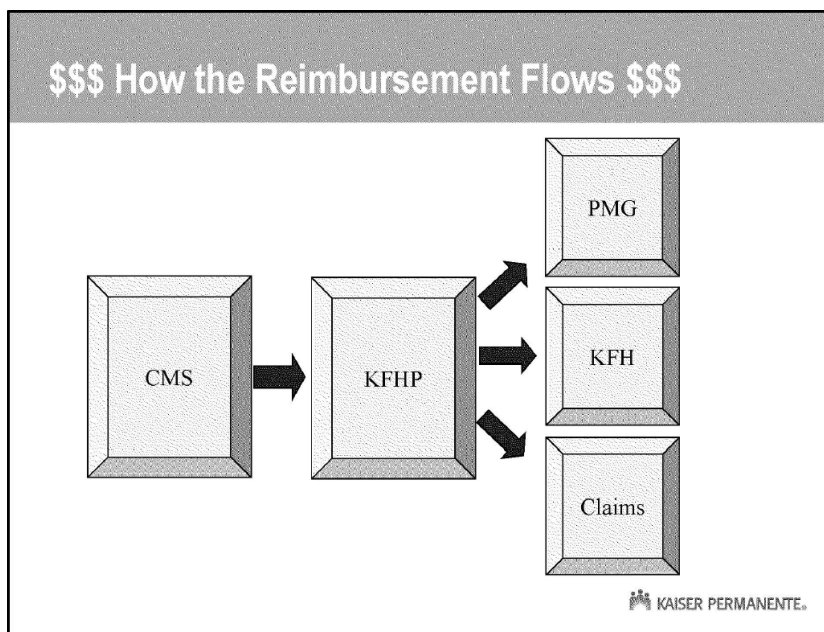 $$$ How the Reimbursement Flows $$$
PMG
CMS
KFHP
KFH
Claims
KAISER PERMANENTE®